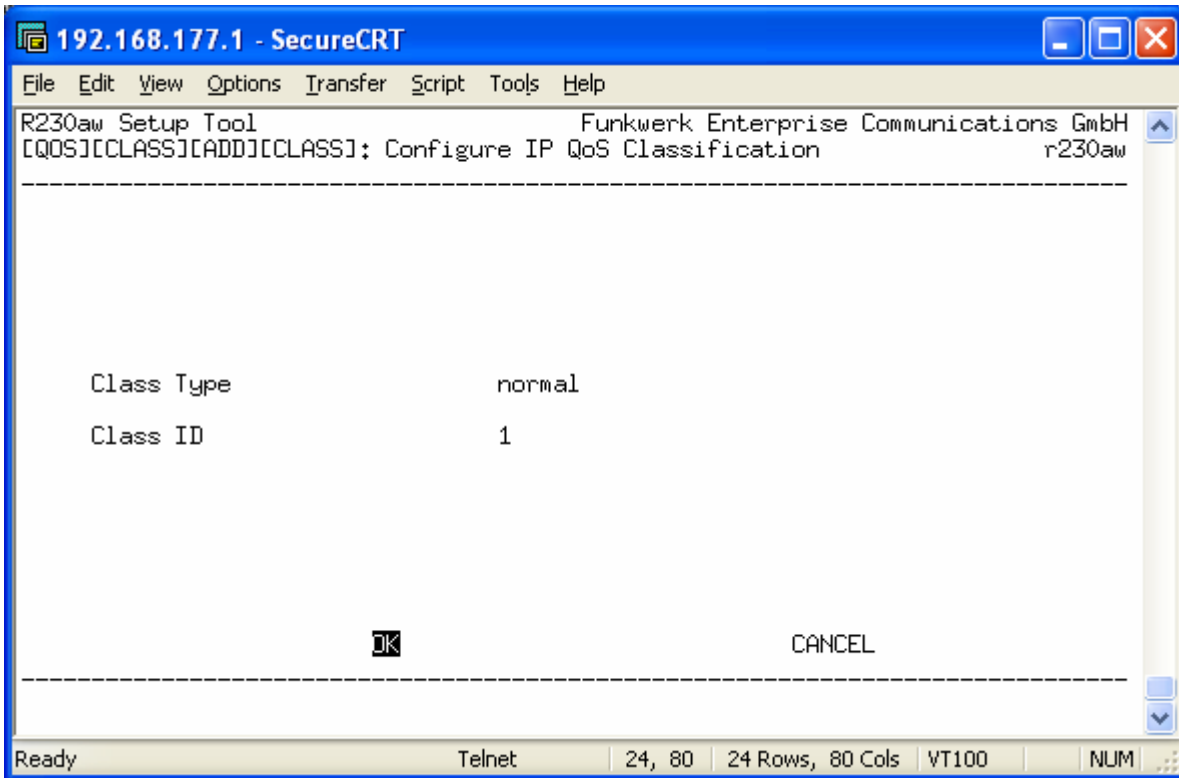 192.168.177.1 - SecureCRT
File Edit View Options Transfer Script Tools Help
R230aw Setup Tool Funkwerk Enterprise Communications GmbH
[QOS][CLASS][ADD][CLASS]: Configure IP QoS Classification r230aw
Class Type normal
Class ID 1
OK CANCEL
Ready Telnet 24, 80 24 Rows, 80 Cols VT100 NUM